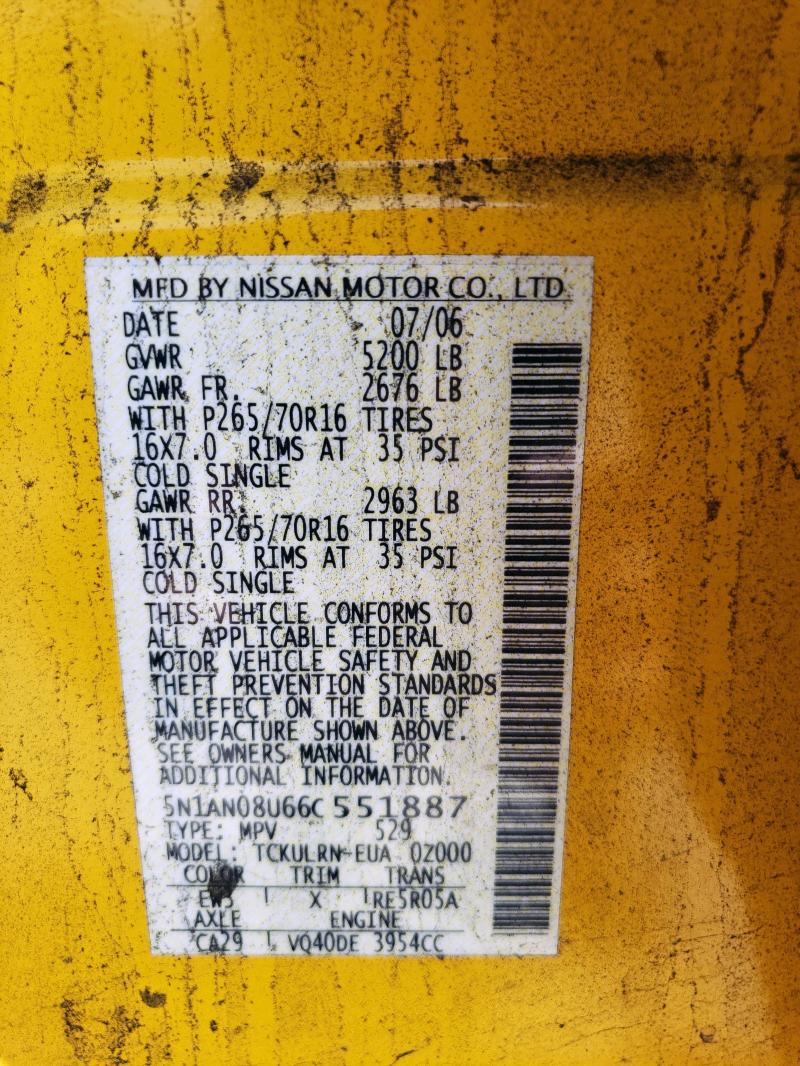 MFD BY NISSAN MOTOR CO., LTD.
DATE 07/06
GVWR 5200 LB
GAWR FR. 2676 LB
WITH P265/70R16 TIRES
16X7.0 RIMS AT 35 PSI
COLD SINGLE
GAWR RR. 2963 LB
WITH P265/70R16 TIRES
16X7.0 RIMS AT 35 PSI
COLD SINGLE
THIS VEHICLE CONFORMS TO
ALL APPLICABLE FEDERAL
MOTOR VEHICLE SAFETY AND
THEFT PREVENTION STANDARDS
IN EFFECT ON THE DATE OF
MANUFACTURE SHOWN ABOVE.
SEE OWNERS MANUAL FOR
ADDITIONAL INFORMATION.
5N1AN08U66C551887
TYPE: MPV 529
MODEL: TCKULRN-EUA 0Z000
COLOR TRIM TRANS
EW3 X RE5R05A
AXLE ENGINE
CA29 VQ40DE 3954CC